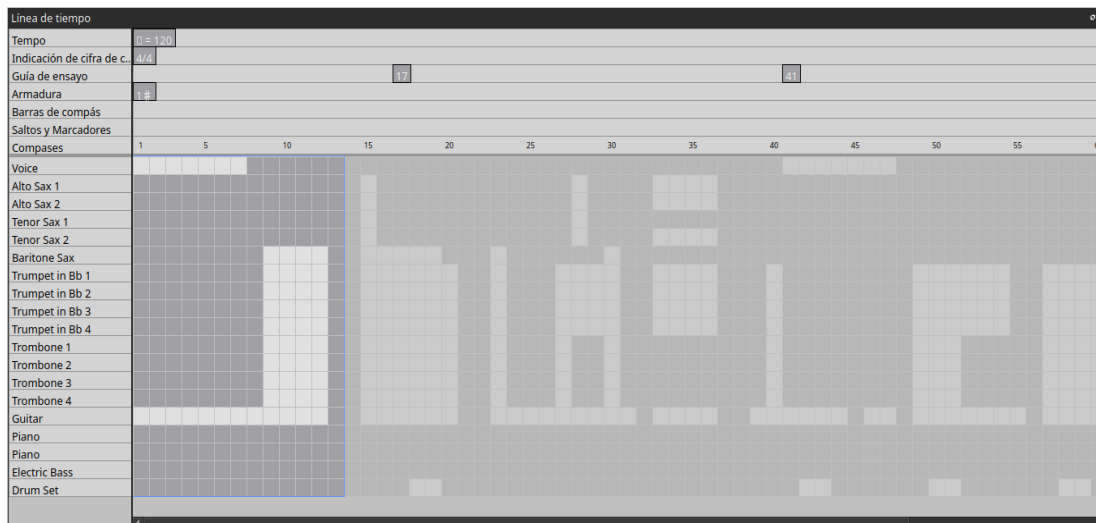 Línea de tiempo
Tempo
= 120
Indicación de cifra de c...
4/4
Guía de ensayo
17 41
Armadura
1 #
Barras de compás
Saltos y Marcadores
Compases
1 5 10 15 20 25 30 35 40 45 50 55
Voice
Alto Sax 1
Alto Sax 2
Tenor Sax 1
Tenor Sax 2
Baritone Sax
Trumpet in Bb 1
Trumpet in Bb 2
Trumpet in Bb 3
Trumpet in Bb 4
Trombone 1
Trombone 2
Trombone 3
Trombone 4
Guitar
Piano
Piano
Electric Bass
Drum Set